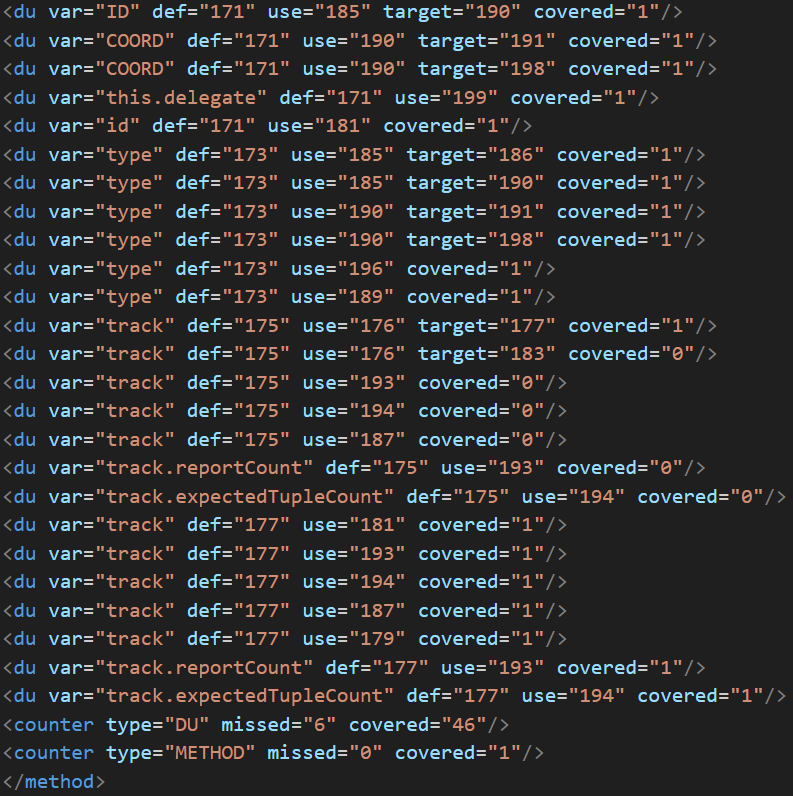 <du var="ID" def="171" use="185" target="190" covered="1"/>
<du var="COORD" def="171" use="190" target="191" covered="1"/>
<du var="COORD" def="171" use="190" target="198" covered="1"/>
<du var="this.delegate" def="171" use="199" covered="1"/>
<du var="id" def="171" use="181" covered="1"/>
<du var="type" def="173" use="185" target="186" covered="1"/>
<du var="type" def="173" use="185" target="190" covered="1"/>
<du var="type" def="173" use="190" target="191" covered="1"/>
<du var="type" def="173" use="190" target="198" covered="1"/>
<du var="type" def="173" use="196" covered="1"/>
<du var="type" def="173" use="189" covered="1"/>
<du var="track" def="175" use="176" target="177" covered="1"/>
<du var="track" def="175" use="176" target="183" covered="0"/>
<du var="track" def="175" use="193" covered="0"/>
<du var="track" def="175" use="194" covered="0"/>
<du var="track" def="175" use="187" covered="0"/>
<du var="track.reportCount" def="175" use="193" covered="0"/>
<du var="track.expectedTupleCount" def="175" use="194" covered="0"/>
<du var="track" def="177" use="181" covered="1"/>
<du var="track" def="177" use="193" covered="1"/>
<du var="track" def="177" use="194" covered="1"/>
<du var="track" def="177" use="187" covered="1"/>
<du var="track" def="177" use="179" covered="1"/>
<du var="track.reportCount" def="177" use="193" covered="1"/>
<du var="track.expectedTupleCount" def="177" use="194" covered="1"/>
<counter type="DU" missed="6" covered="46"/>
<counter type="METHOD" missed="0" covered="1"/>
</method>